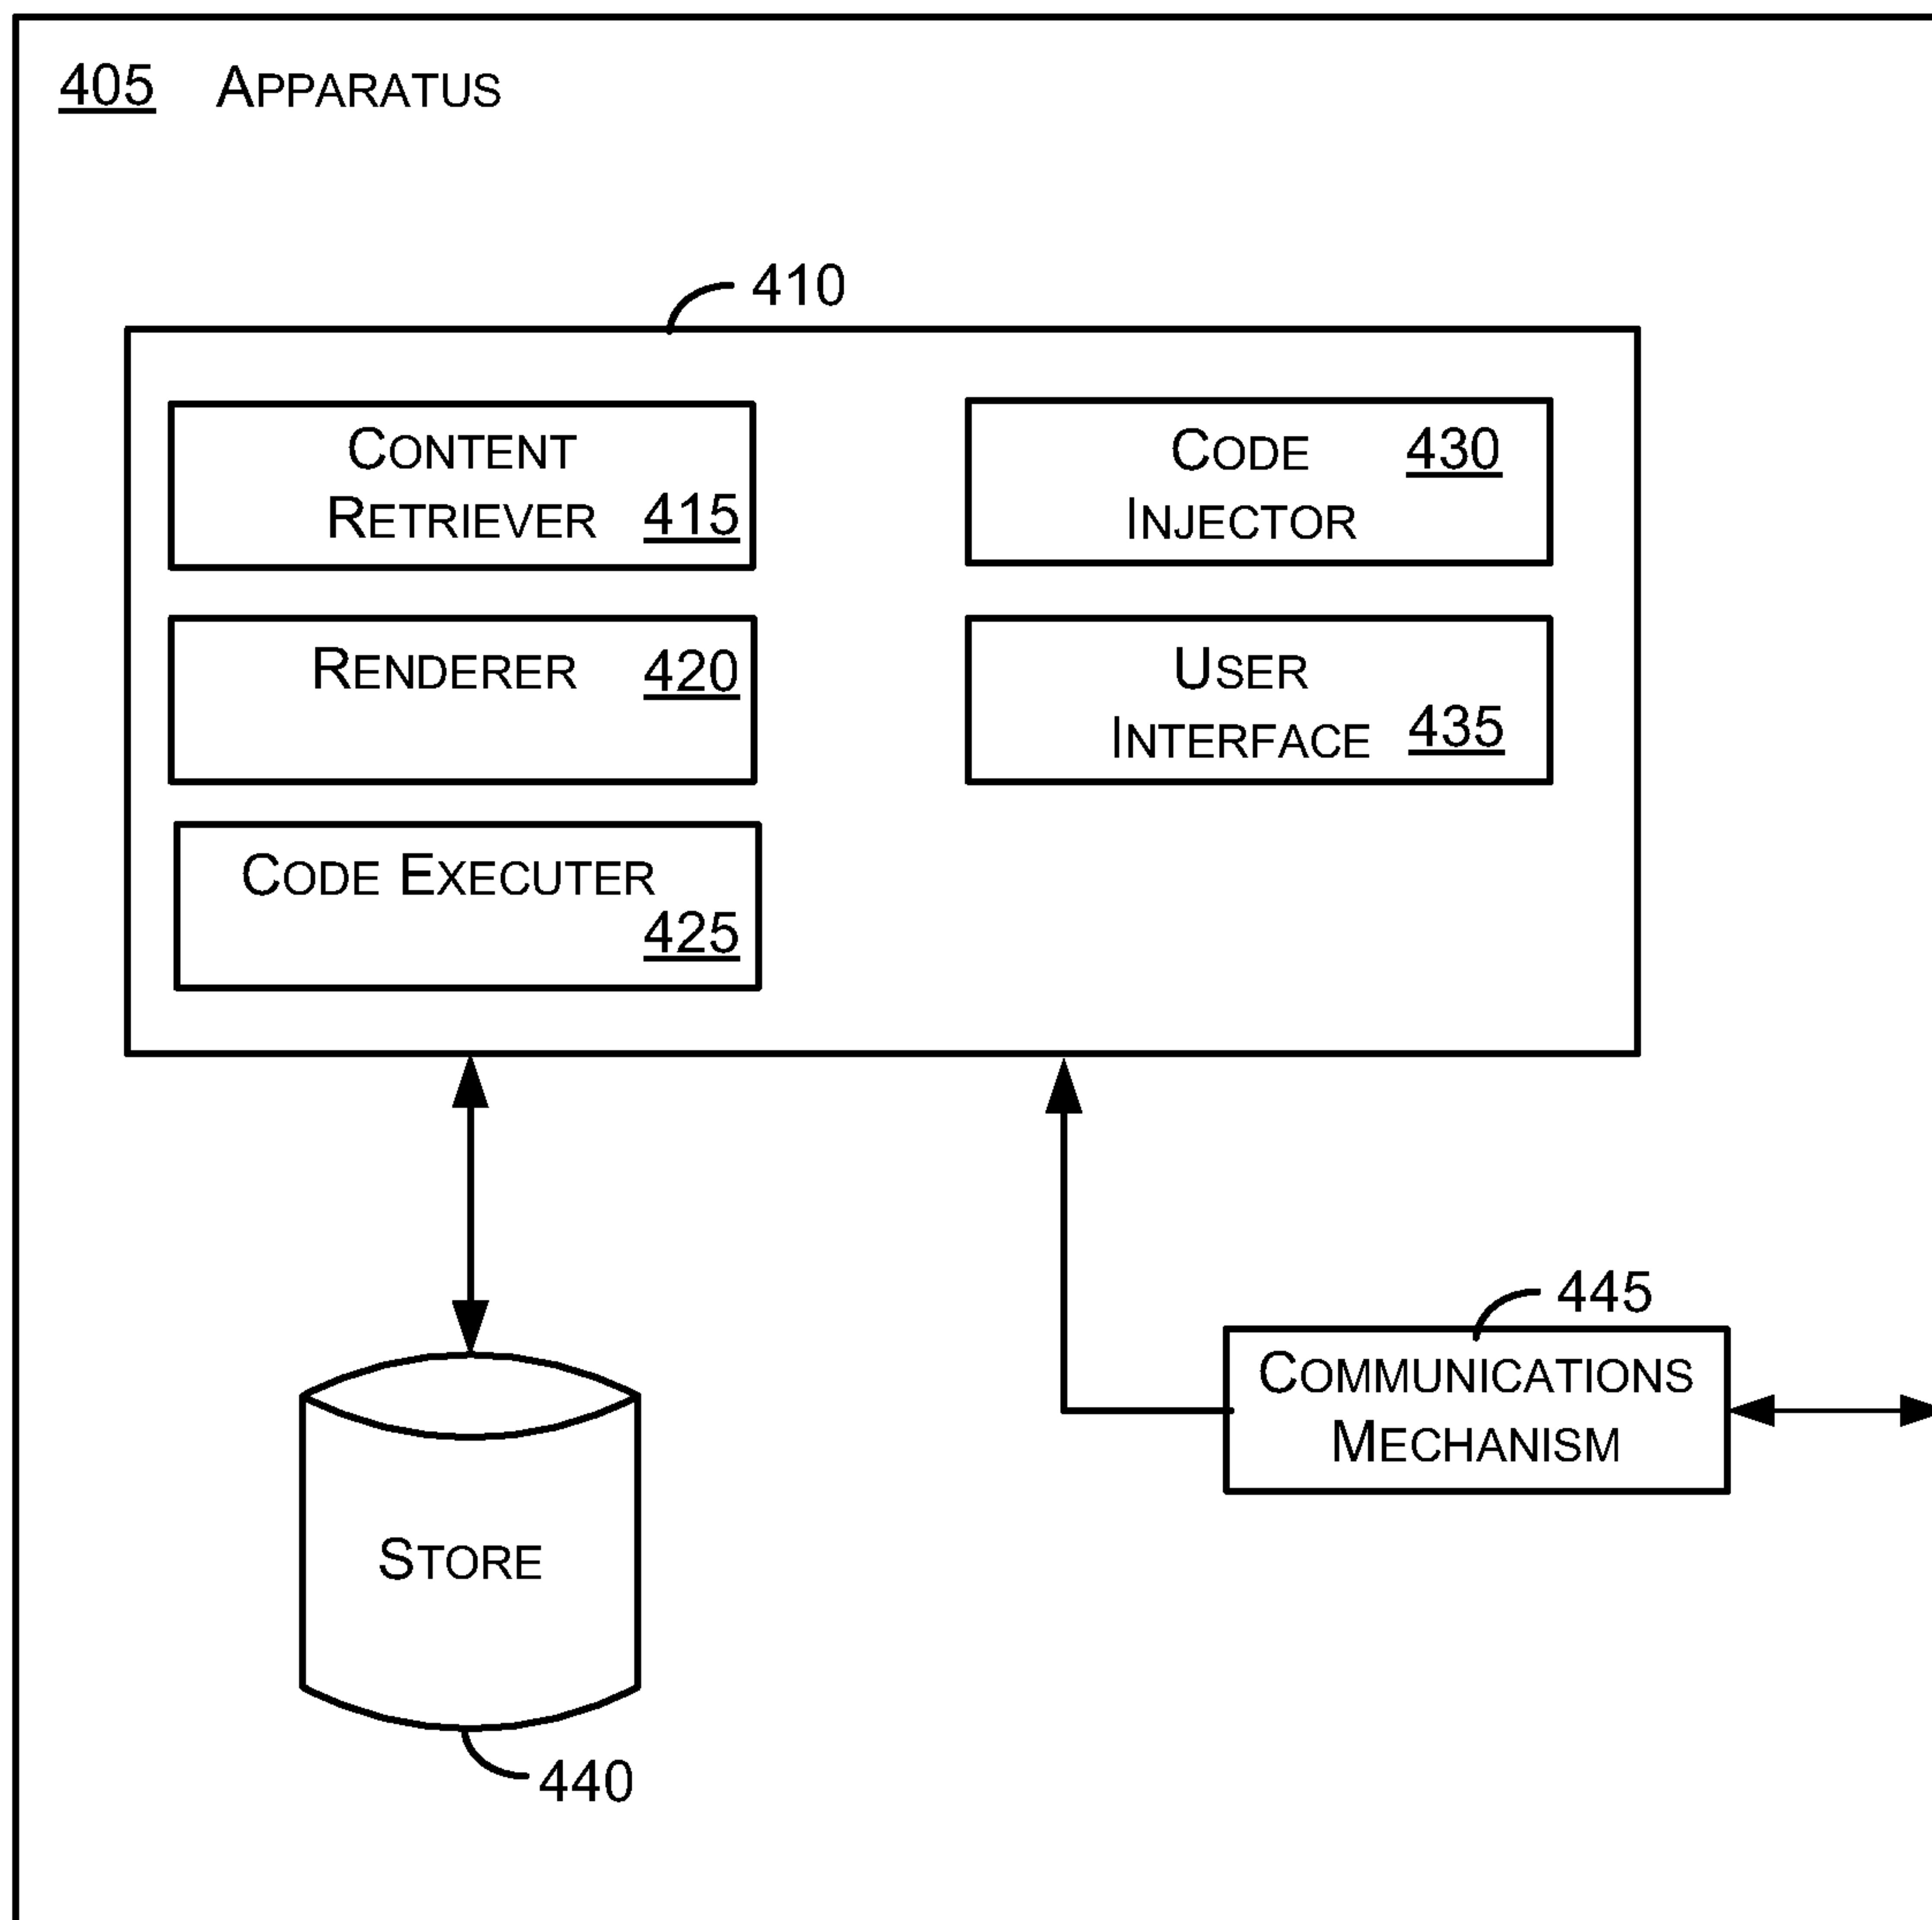 405 APPARATUS
410
CONTENT
RETRIEVER 415
CODE 430
INJECTOR
RENDERER 420
USER
INTERFACE 435
CODE EXECUTER
425
445
COMMUNICATIONS
MECHANISM
STORE
440